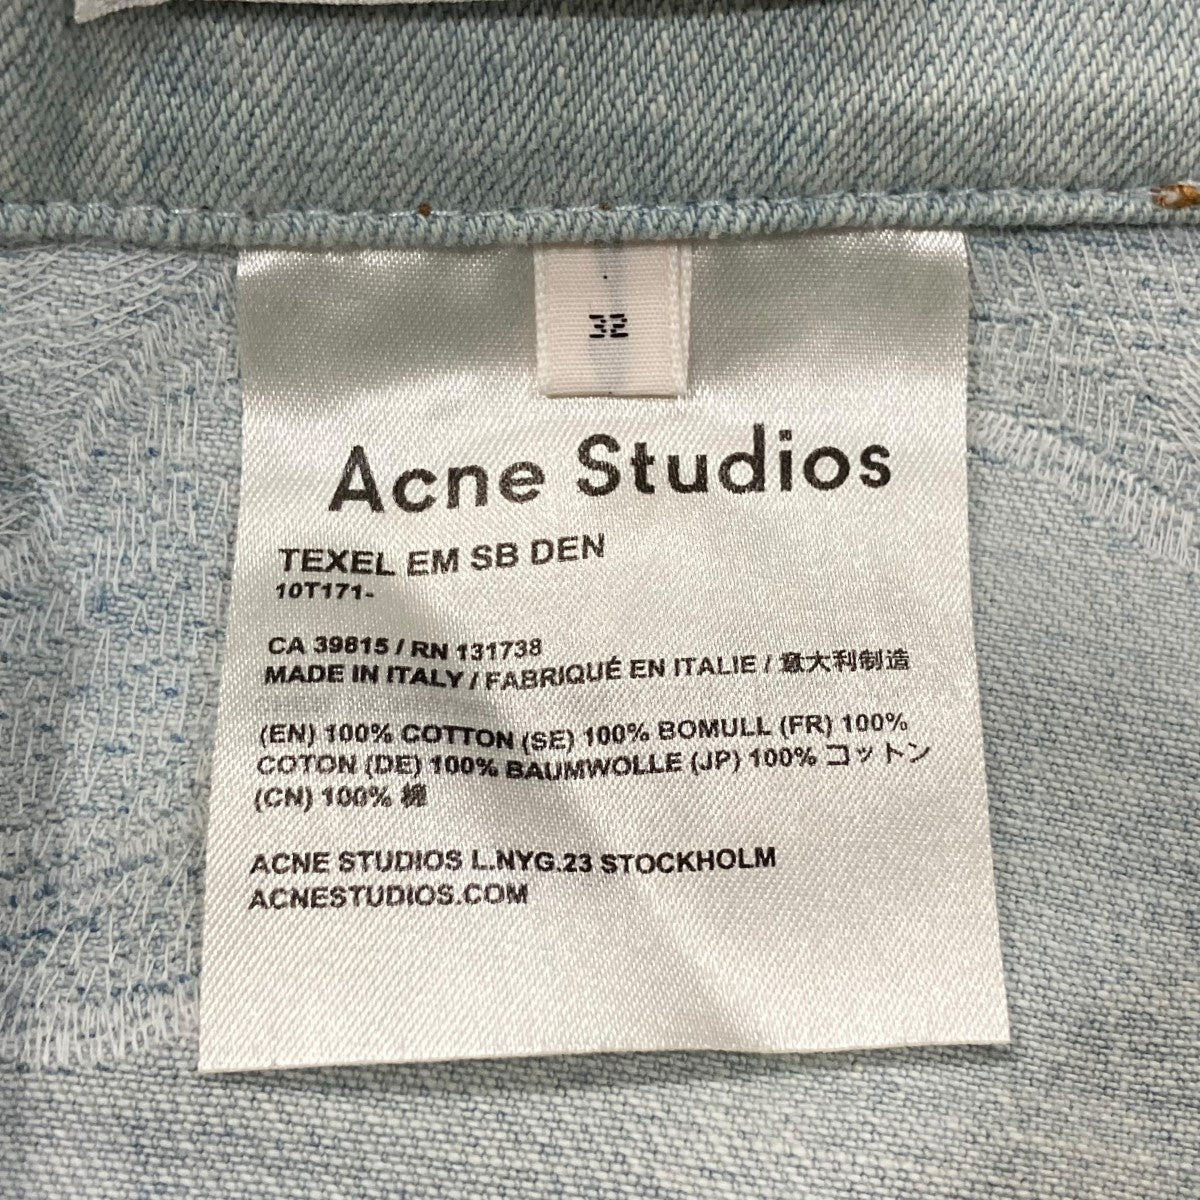 32
Acne Studios
TEXEL EM SB DEN
10T171-
CA 39815 / RN 131738
MADE IN ITALY / FABRIQUÉ EN ITALIE / 意大利制造
(EN) 100% COTTON (SE) 100% BOMULL (FR) 100%
COTON (DE) 100% BAUMWOLLE (JP) 100% コットン
(CN) 100% 棉
ACNE STUDIOS L.NYG.23 STOCKHOLM
ACNESTUDIOS.COM